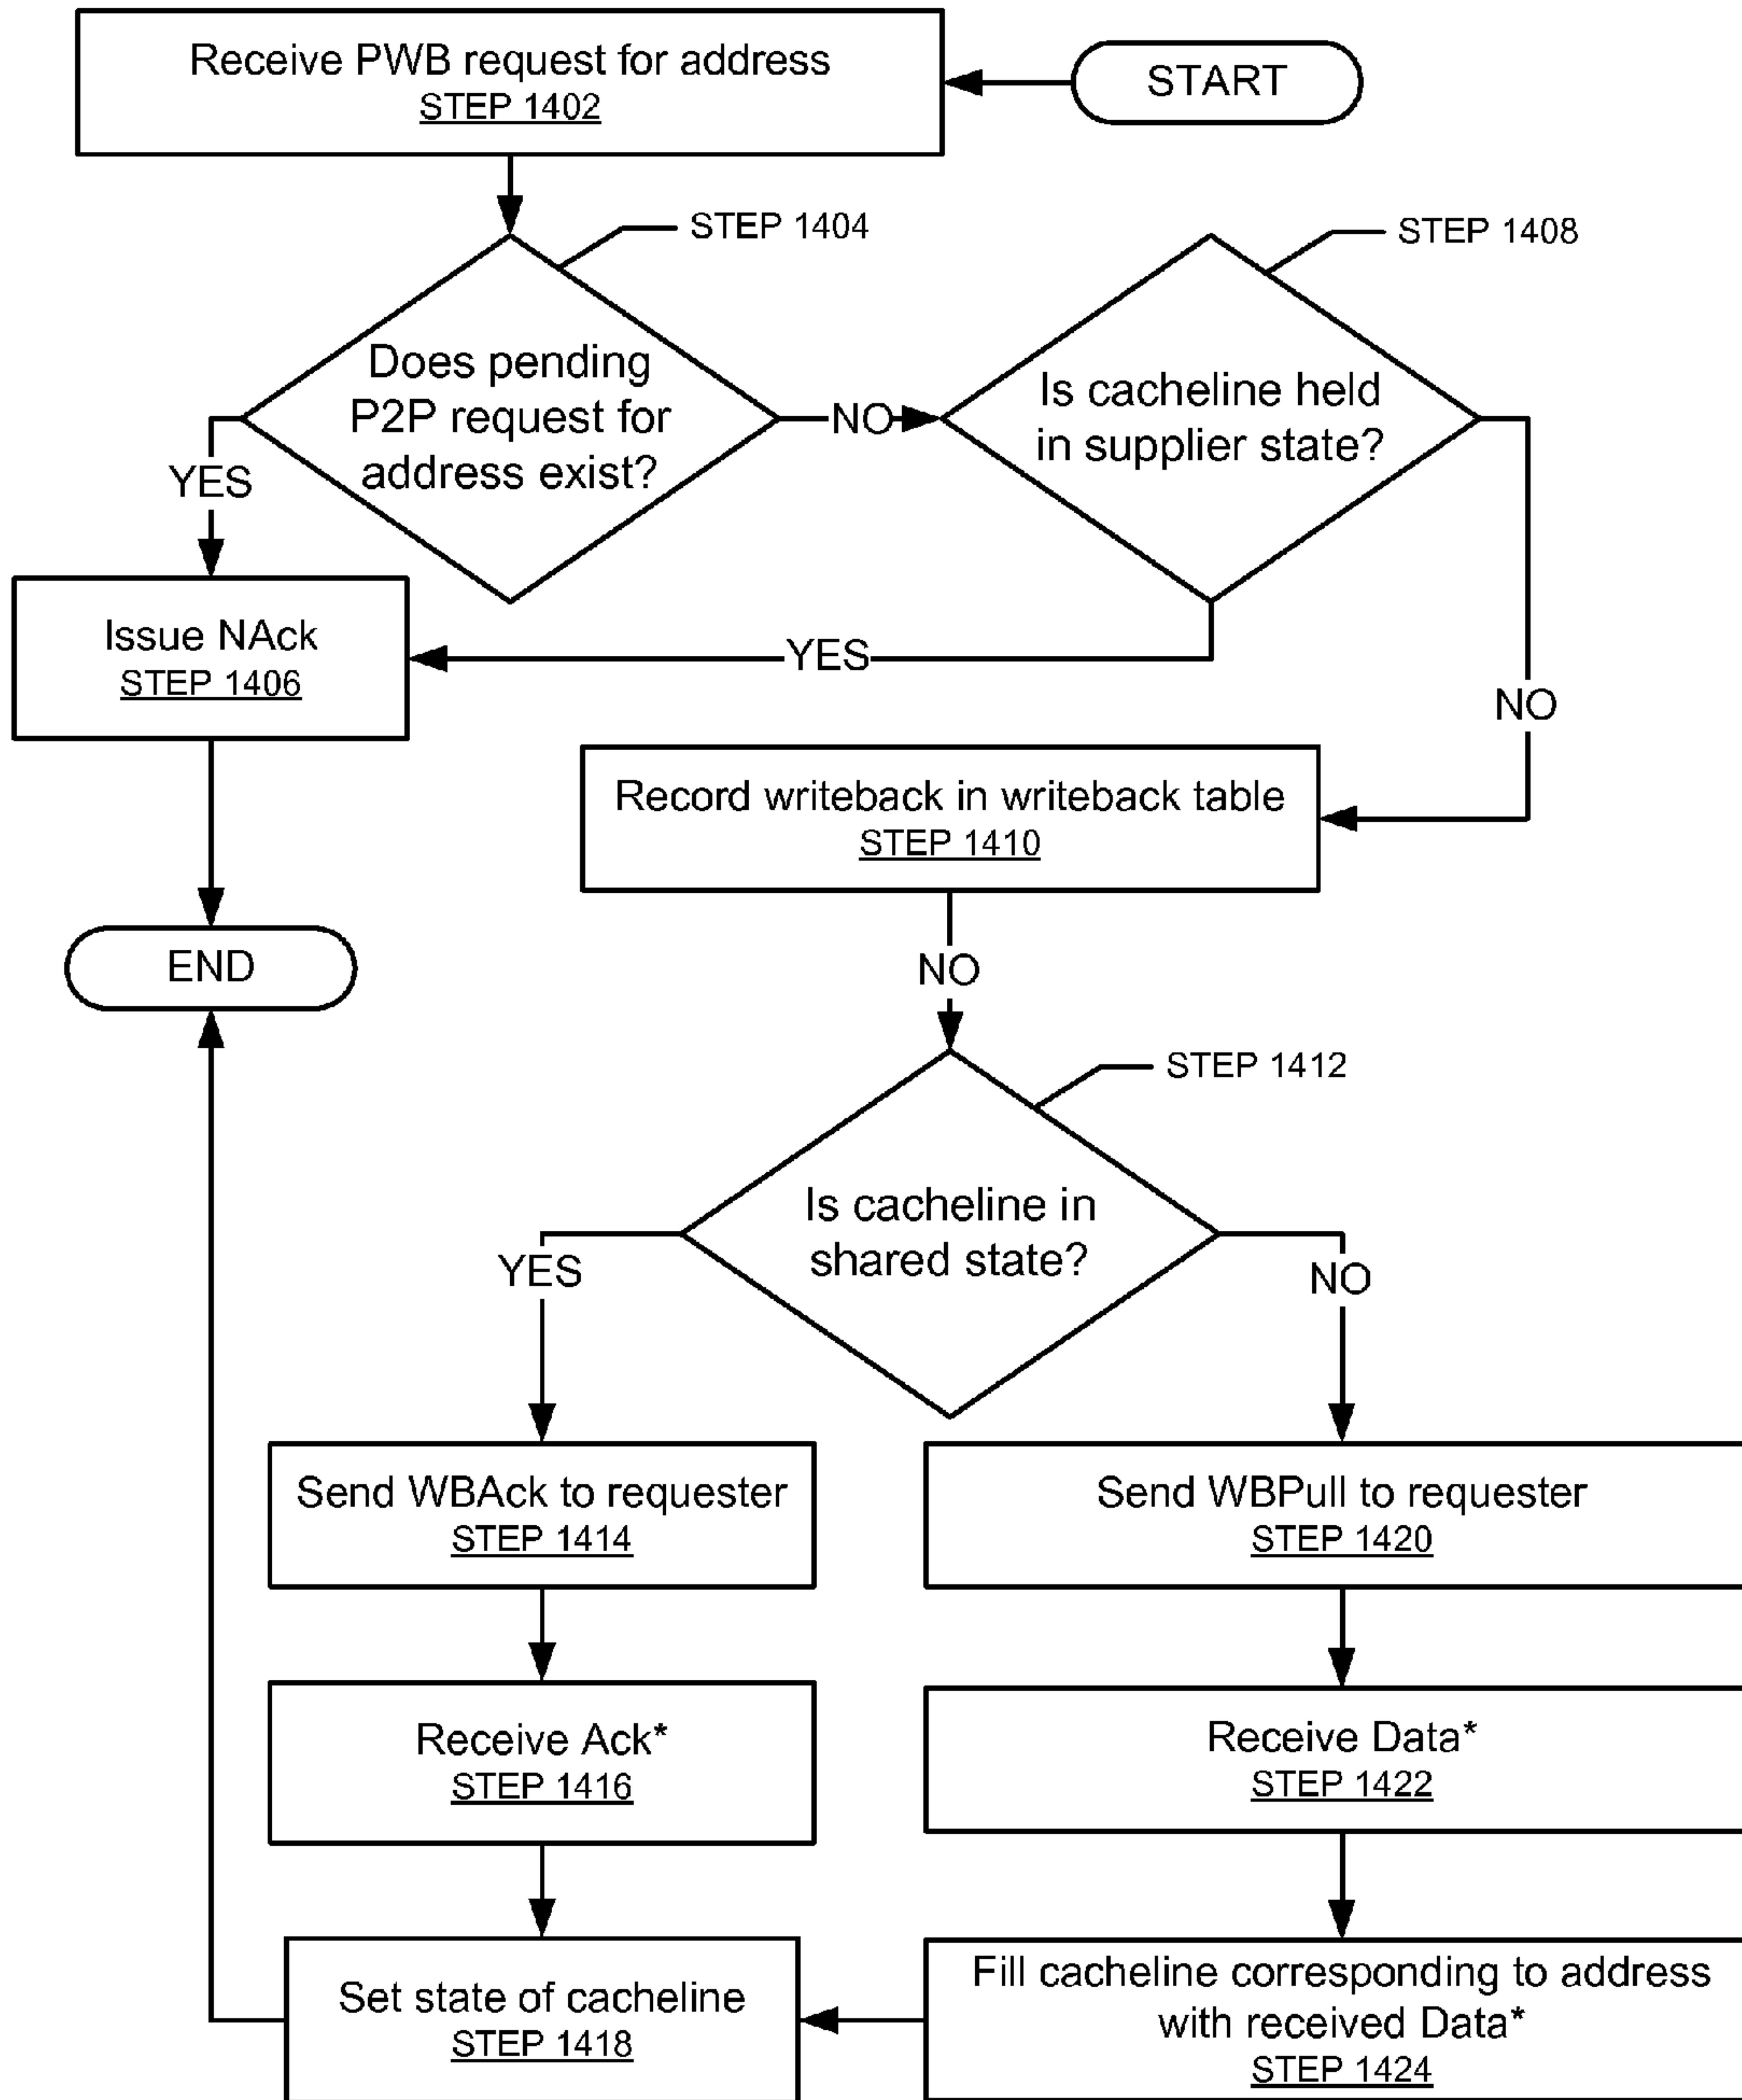 START
Receive PWB request for address
STEP 1402
STEP 1404
Does pending
P2P request for
address exist?
YES
NO
STEP 1408
Is cacheline held
in supplier state?
YES
NO
Issue NAck
STEP 1406
END
Record writeback in writeback table
STEP 1410
NO
STEP 1412
Is cacheline in
shared state?
YES
NO
Send WBAck to requester
STEP 1414
Send WBPull to requester
STEP 1420
Receive Ack*
STEP 1416
Receive Data*
STEP 1422
Set state of cacheline
STEP 1418
Fill cacheline corresponding to address
with received Data*
STEP 1424